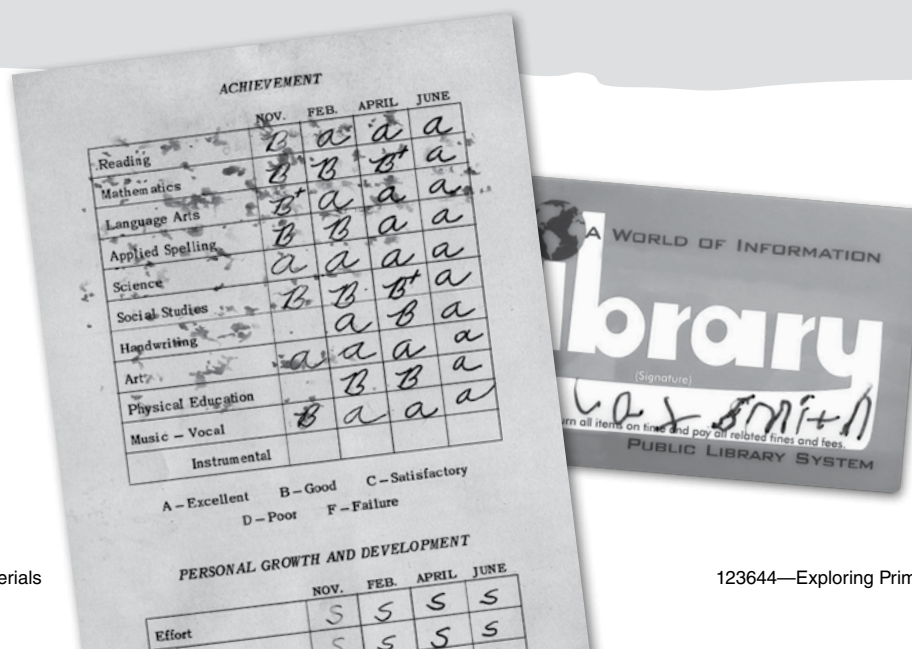 ACHIEVEMENT
NOV. FEB. APRIL JUNE
Reading B a a a
Mathematics B B B+ a
Language Arts B+ a a a
Applied Spelling B B a a
Science a a a a
Social Studies B B B+ a
Handwriting a B a
Art a a a a
Physical Education B B a
Music – Vocal B a a a
Instrumental
A – Excellent B – Good C – Satisfactory
D – Poor F – Failure
PERSONAL GROWTH AND DEVELOPMENT
NOV. FEB. APRIL JUNE
Effort S S S S
S S S S
A WORLD OF INFORMATION
library
(Signature)
Smith
urn all items on time and pay all related fines and fees.
PUBLIC LIBRARY SYSTEM
erials
123644—Exploring Prim